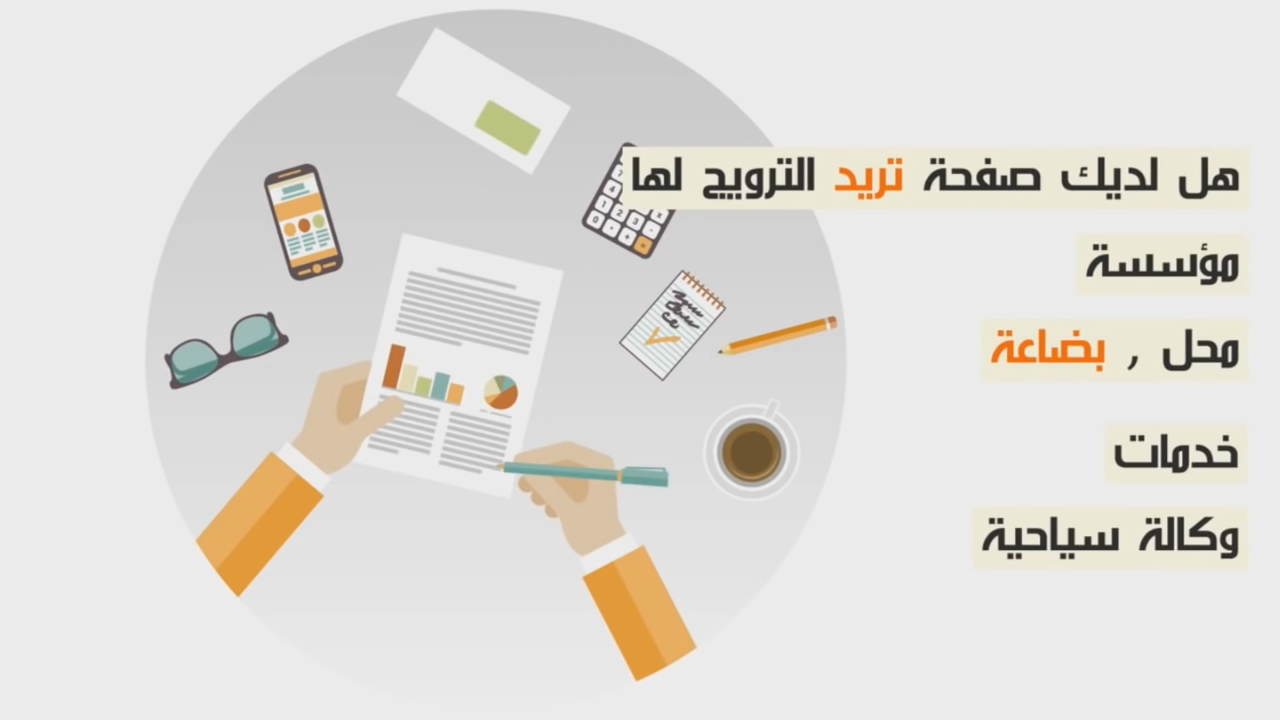 هل لديك صفحة تريد الترويج لها
مؤسسة
محل , بضاعة
خدمات
وكالة سياحية